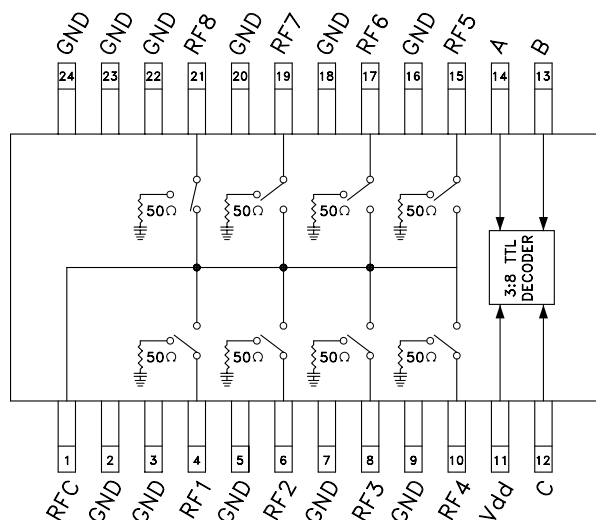 GND GND GND RF8 GND RF7 GND RF6 GND RF5 A B
24 23 22 21 20 19 18 17 16 15 14 13
50Ω 50Ω 50Ω 50Ω
3:8 TTL
DECODER
50Ω 50Ω 50Ω 50Ω
1 2 3 4 5 6 7 8 9 10 11 12
RFC GND GND RF1 GND RF2 GND RF3 GND RF4 Vdd C